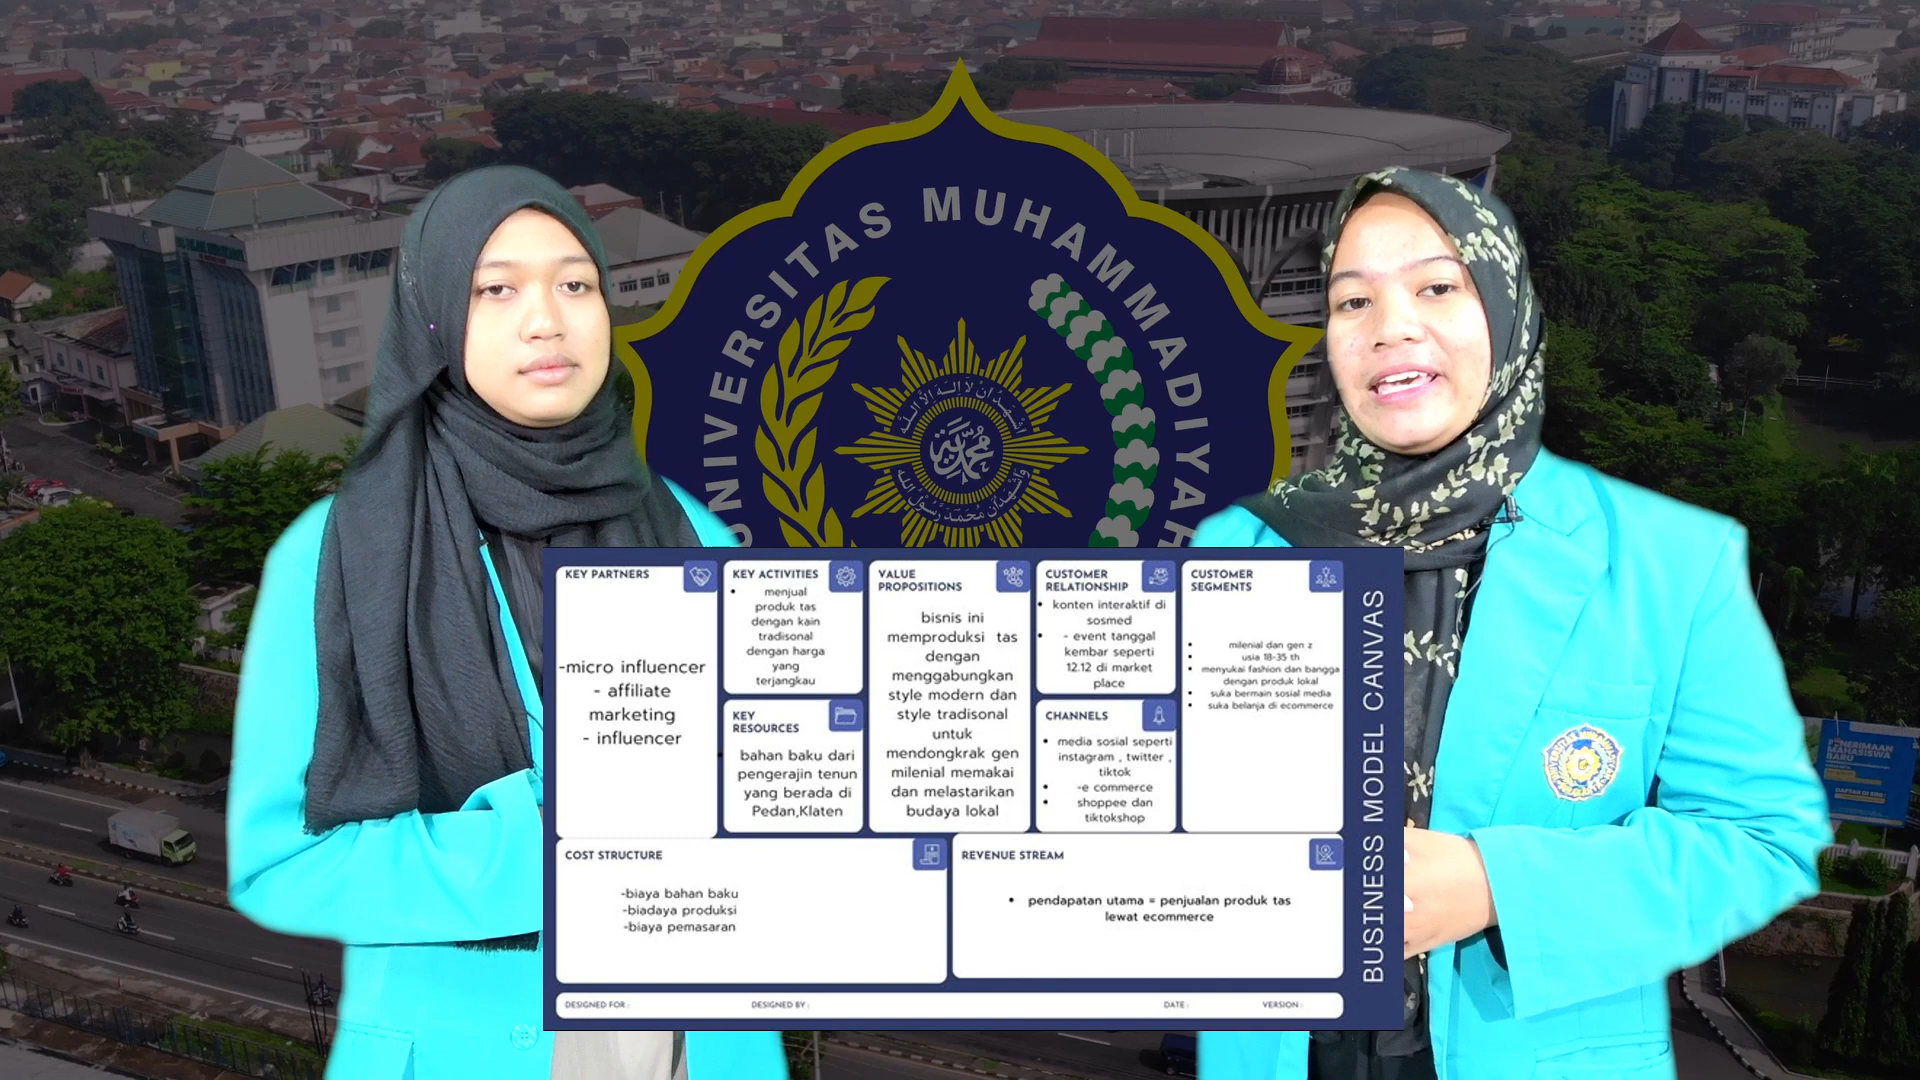 UNIVERSITAS MUHAMMADIYAH
KEY PARTNERS
-micro influencer
- affiliate
marketing
- influencer
KEY ACTIVITIES
• menjual
produk tas
dengan kain
tradisonal
dengan harga
yang
terjangkau
KEY
RESOURCES
• bahan baku dari
pengerajin tenun
yang berada di
Pedan,Klaten
VALUE
PROPOSITIONS
bisnis ini
memproduksi tas
dengan
menggabungkan
style modern dan
style tradisonal
untuk
mendongkrak gen
milenial memakai
dan melastarikan
budaya lokal
CUSTOMER
RELATIONSHIP
• konten interaktif di
sosmed
• - event tanggal
kembar seperti
12.12 di market
place
CHANNELS
• media sosial seperti
instagram , twitter ,
tiktok
• -e commerce
• shoppee dan
tiktokshop
CUSTOMER
SEGMENTS
• milenial dan gen z
• usia 18-35 th
• menyukai fashion dan bangga
dengan produk lokal
• suka bermain sosial media
• suka belanja di ecommerce
COST STRUCTURE
-biaya bahan baku
-biadaya produksi
-biaya pemasaran
REVENUE STREAM
• pendapatan utama = penjualan produk tas
lewat ecommerce
DESIGNED FOR :
DESIGNED BY :
DATE :
VERSION :
BUSINESS MODEL CANVAS
PENERIMAAN
MAHASISWA
BARU